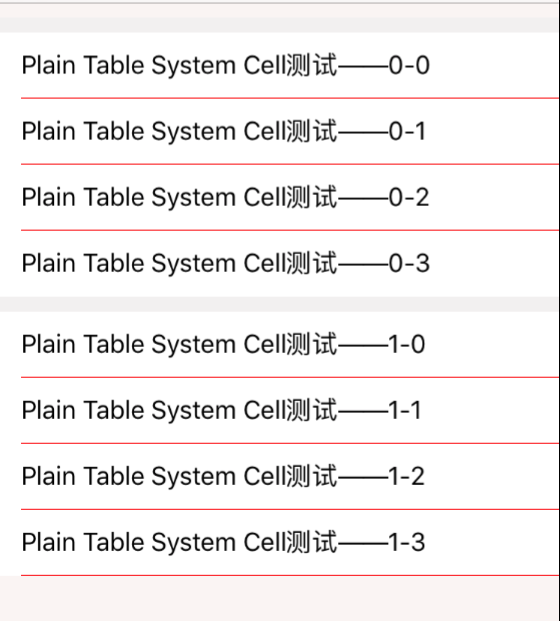 Plain Table System Cell测试——0-0
Plain Table System Cell测试——0-1
Plain Table System Cell测试——0-2
Plain Table System Cell测试——0-3
Plain Table System Cell测试——1-0
Plain Table System Cell测试——1-1
Plain Table System Cell测试——1-2
Plain Table System Cell测试——1-3